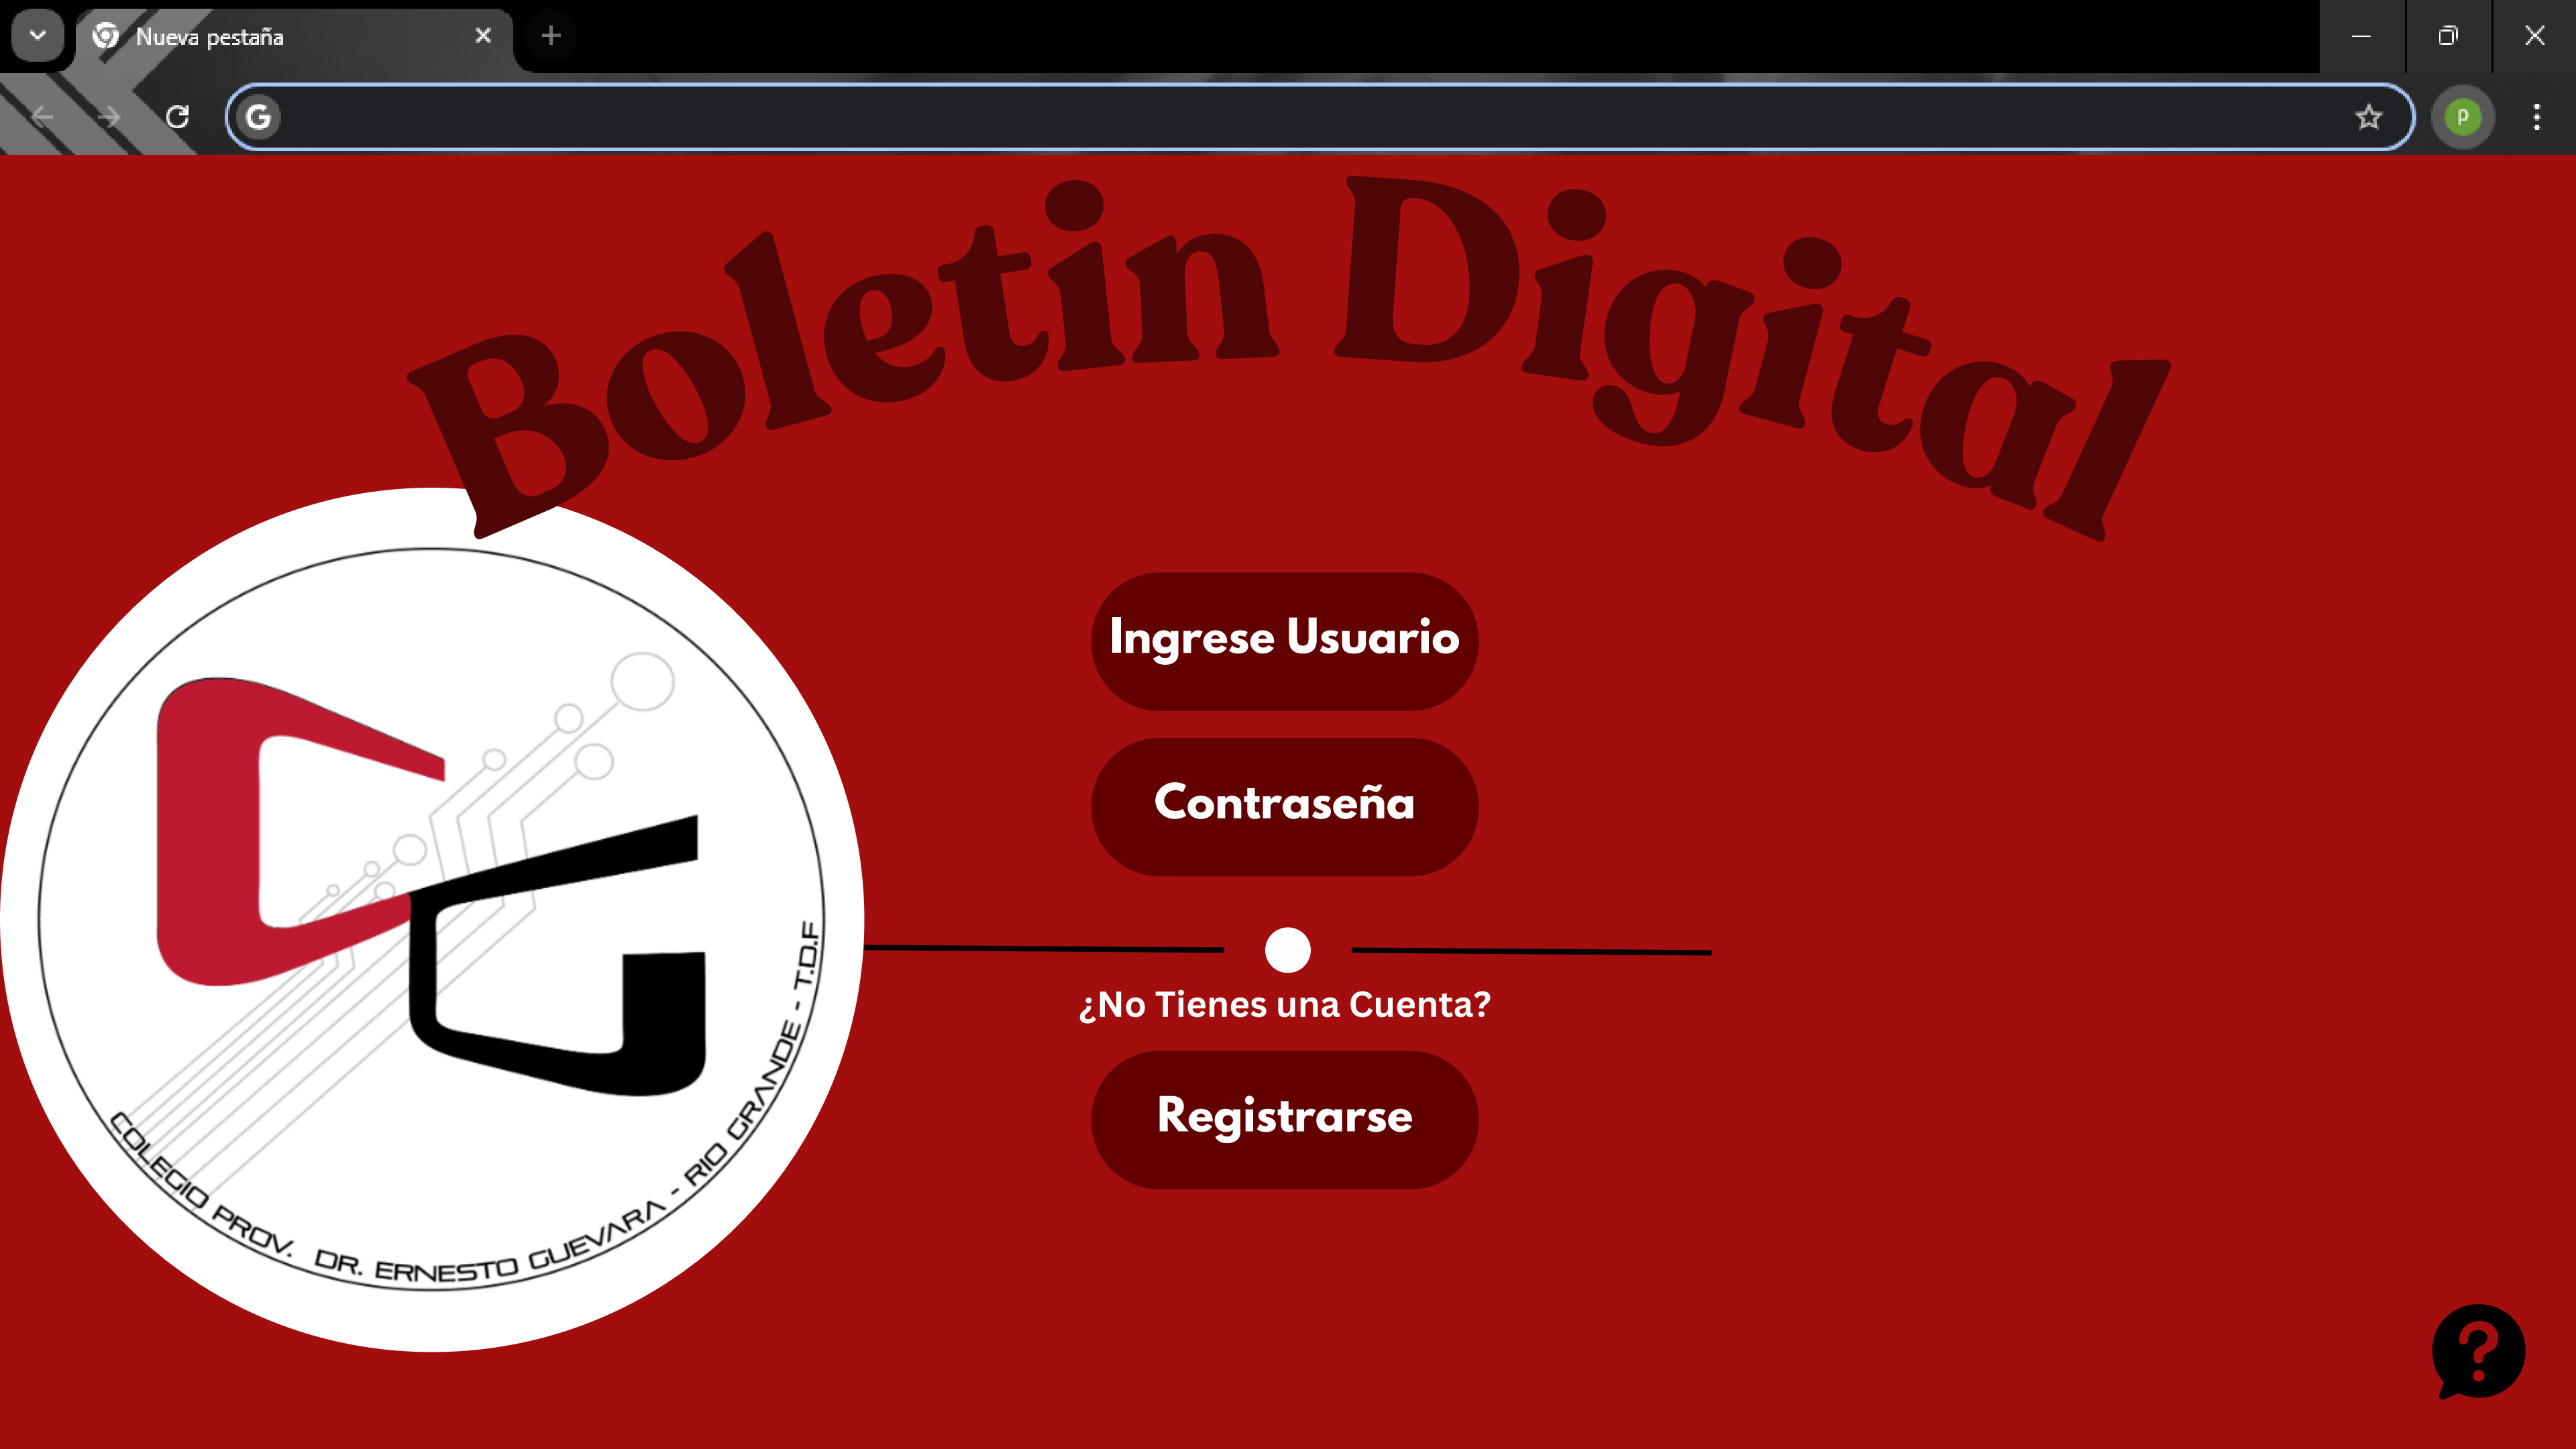 Nueva pestaña
G
P
Boletin Digital
Ingrese Usuario
Contraseña
¿No Tienes una Cuenta?
Registrarse
COLEGIO PROV. DR. ERNESTO GUEVARA - RIO GRANDE - T.D.F
?